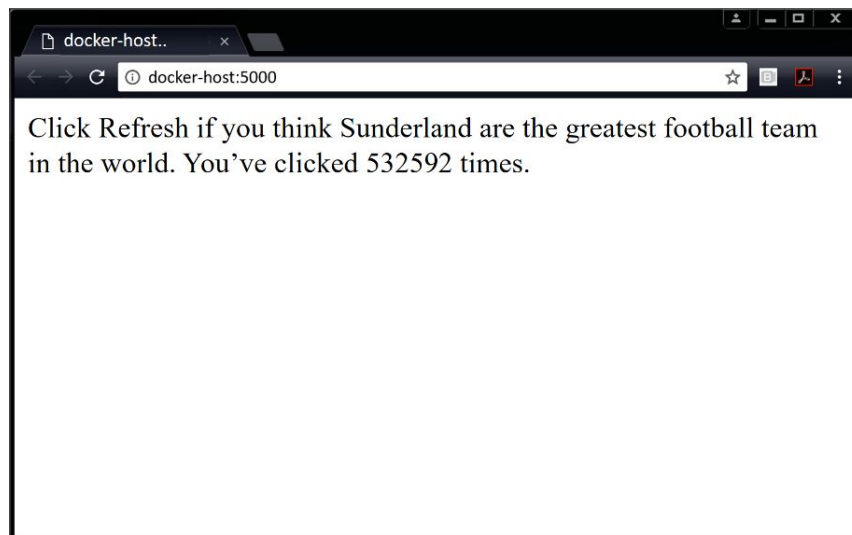 docker-host..
docker-host:5000
Click Refresh if you think Sunderland are the greatest football team
in the world. You’ve clicked 532592 times.